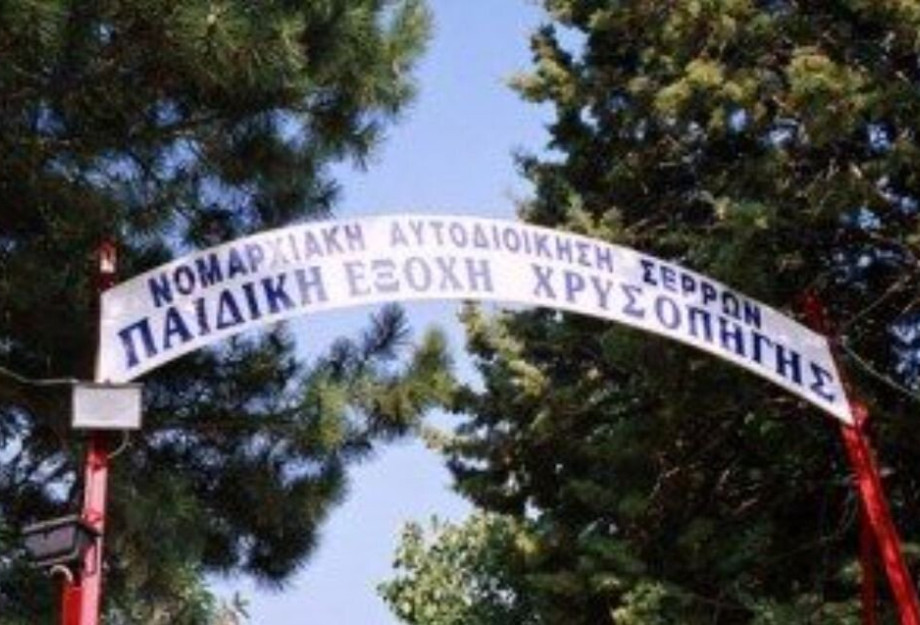 ΝΟΜΑΡΧΙΑΚΗ ΑΥΤΟΔΙΟΙΚΗΣΗ ΣΕΡΡΩΝ
ΠΑΙΔΙΚΗ ΕΞΟΧΗ ΧΡΥΣΟΠΗΓΗΣ